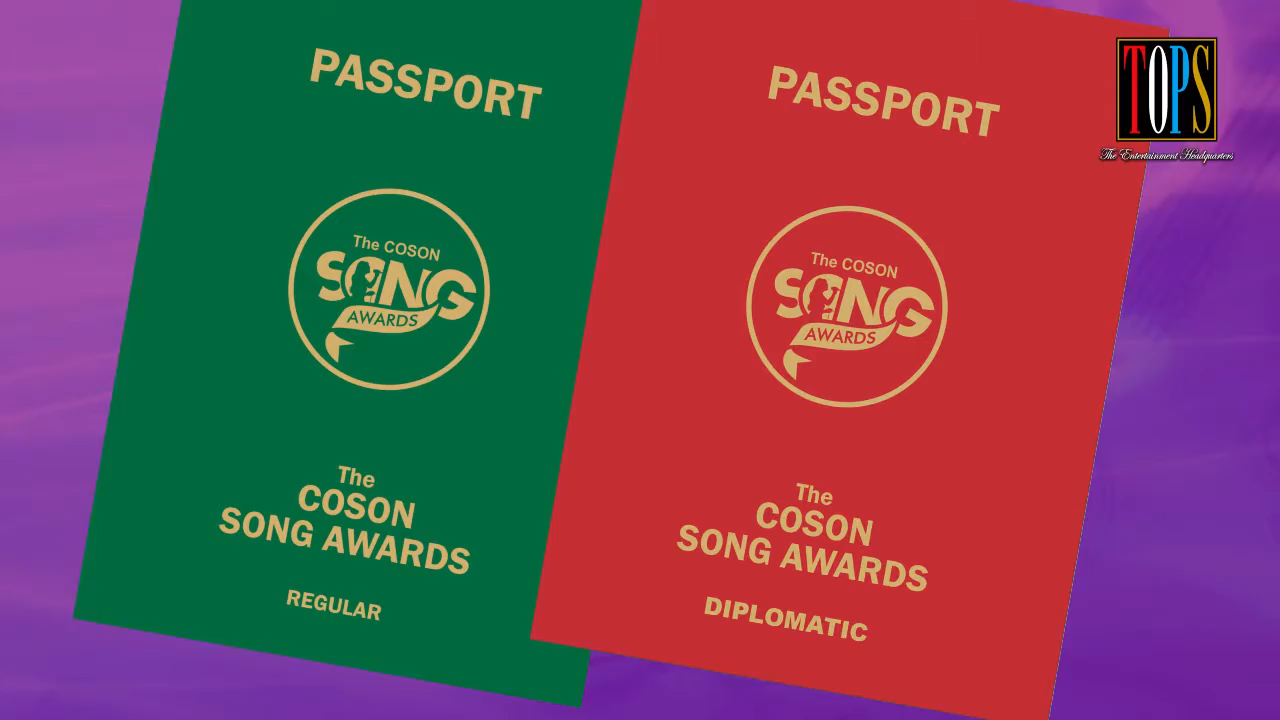 PASSPORT
The COSON
SONG
AWARDS
The
COSON
SONG AWARDS
REGULAR
PASSPORT
The COSON
SONG
AWARDS
The
COSON
SONG AWARDS
DIPLOMATIC
TOPS
The Entertainment Headquarters